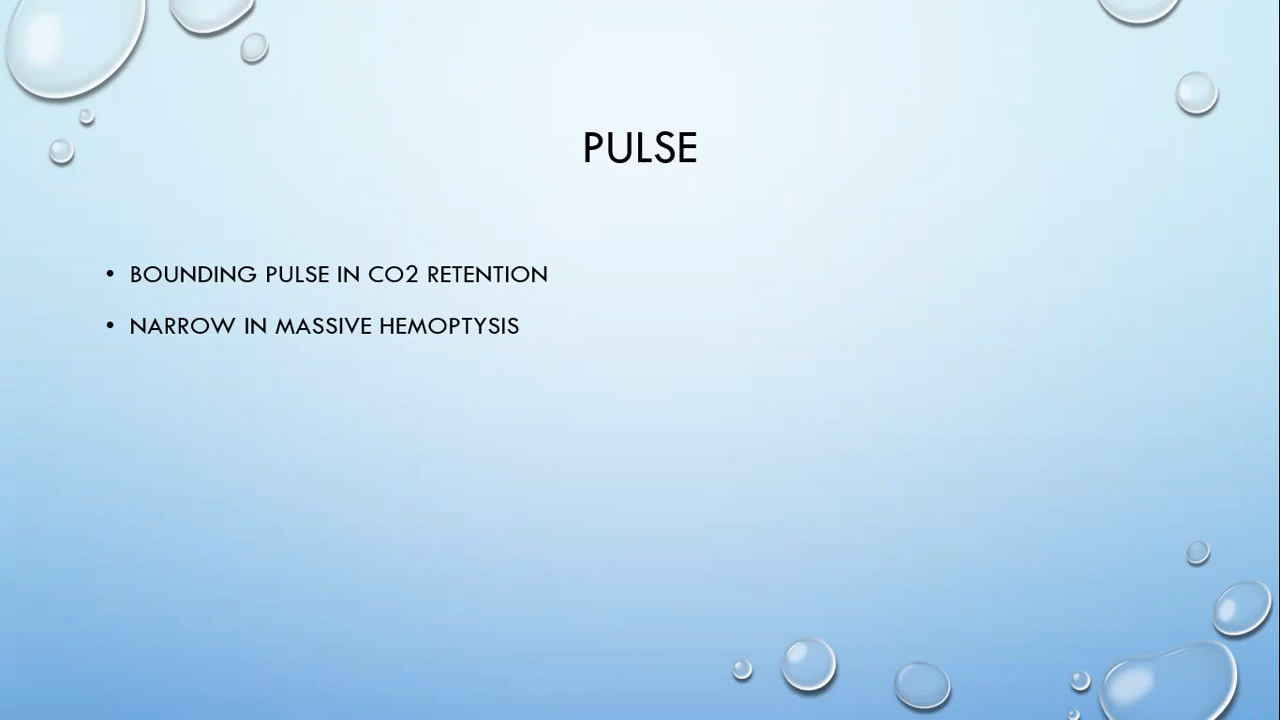 PULSE
• BOUNDING PULSE IN CO2 RETENTION
• NARROW IN MASSIVE HEMOPTYSIS